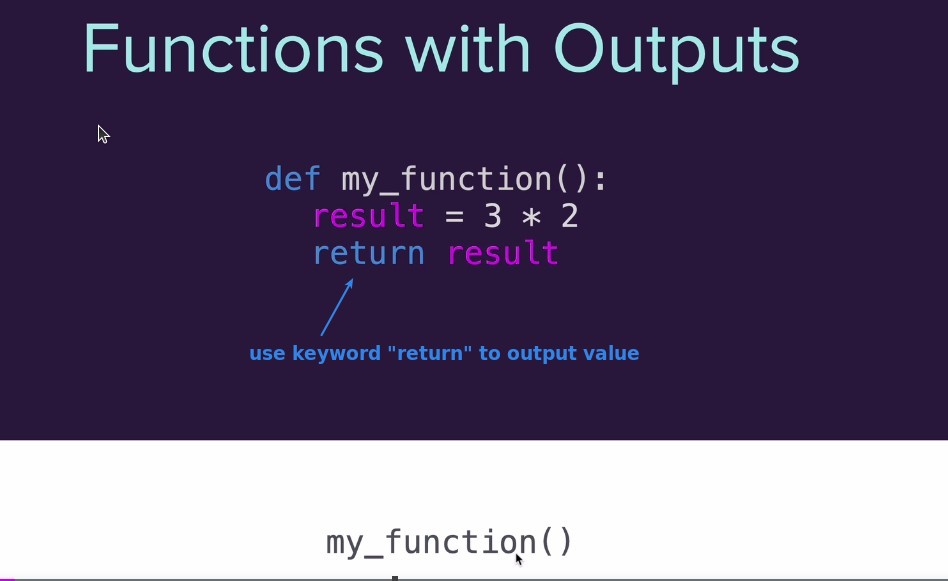 Functions with Outputs
def my_function():
result = 3 * 2
return result
use keyword "return" to output value
my_function()